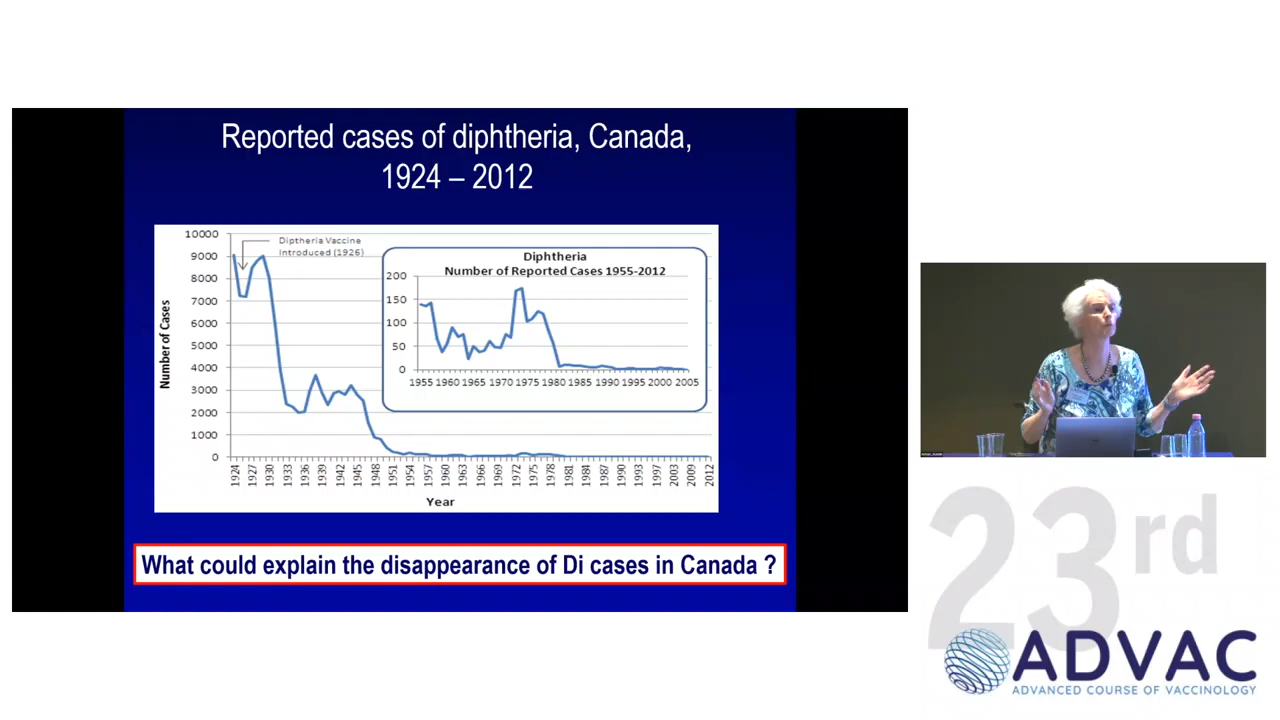 Reported cases of diphtheria, Canada,
1924 – 2012
Diptheria Vaccine
Introduced (1926)
Number of Cases
10000
9000
8000
7000
6000
5000
4000
3000
2000
1000
0
1924 1927 1930 1933 1936 1939 1942 1945 1948 1951 1954 1957 1960 1963 1966 1969 1972 1975 1978 1981 1984 1987 1990 1993 1997 2000 2003 2009 2012
Year
Diphtheria
Number of Reported Cases 1955-2012
200
150
100
50
0
1955 1960 1965 1970 1975 1980 1985 1990 1995 2000 2005
What could explain the disappearance of Di cases in Canada ?
23rd
ADVAC
ADVANCED COURSE OF VACCINOLOGY